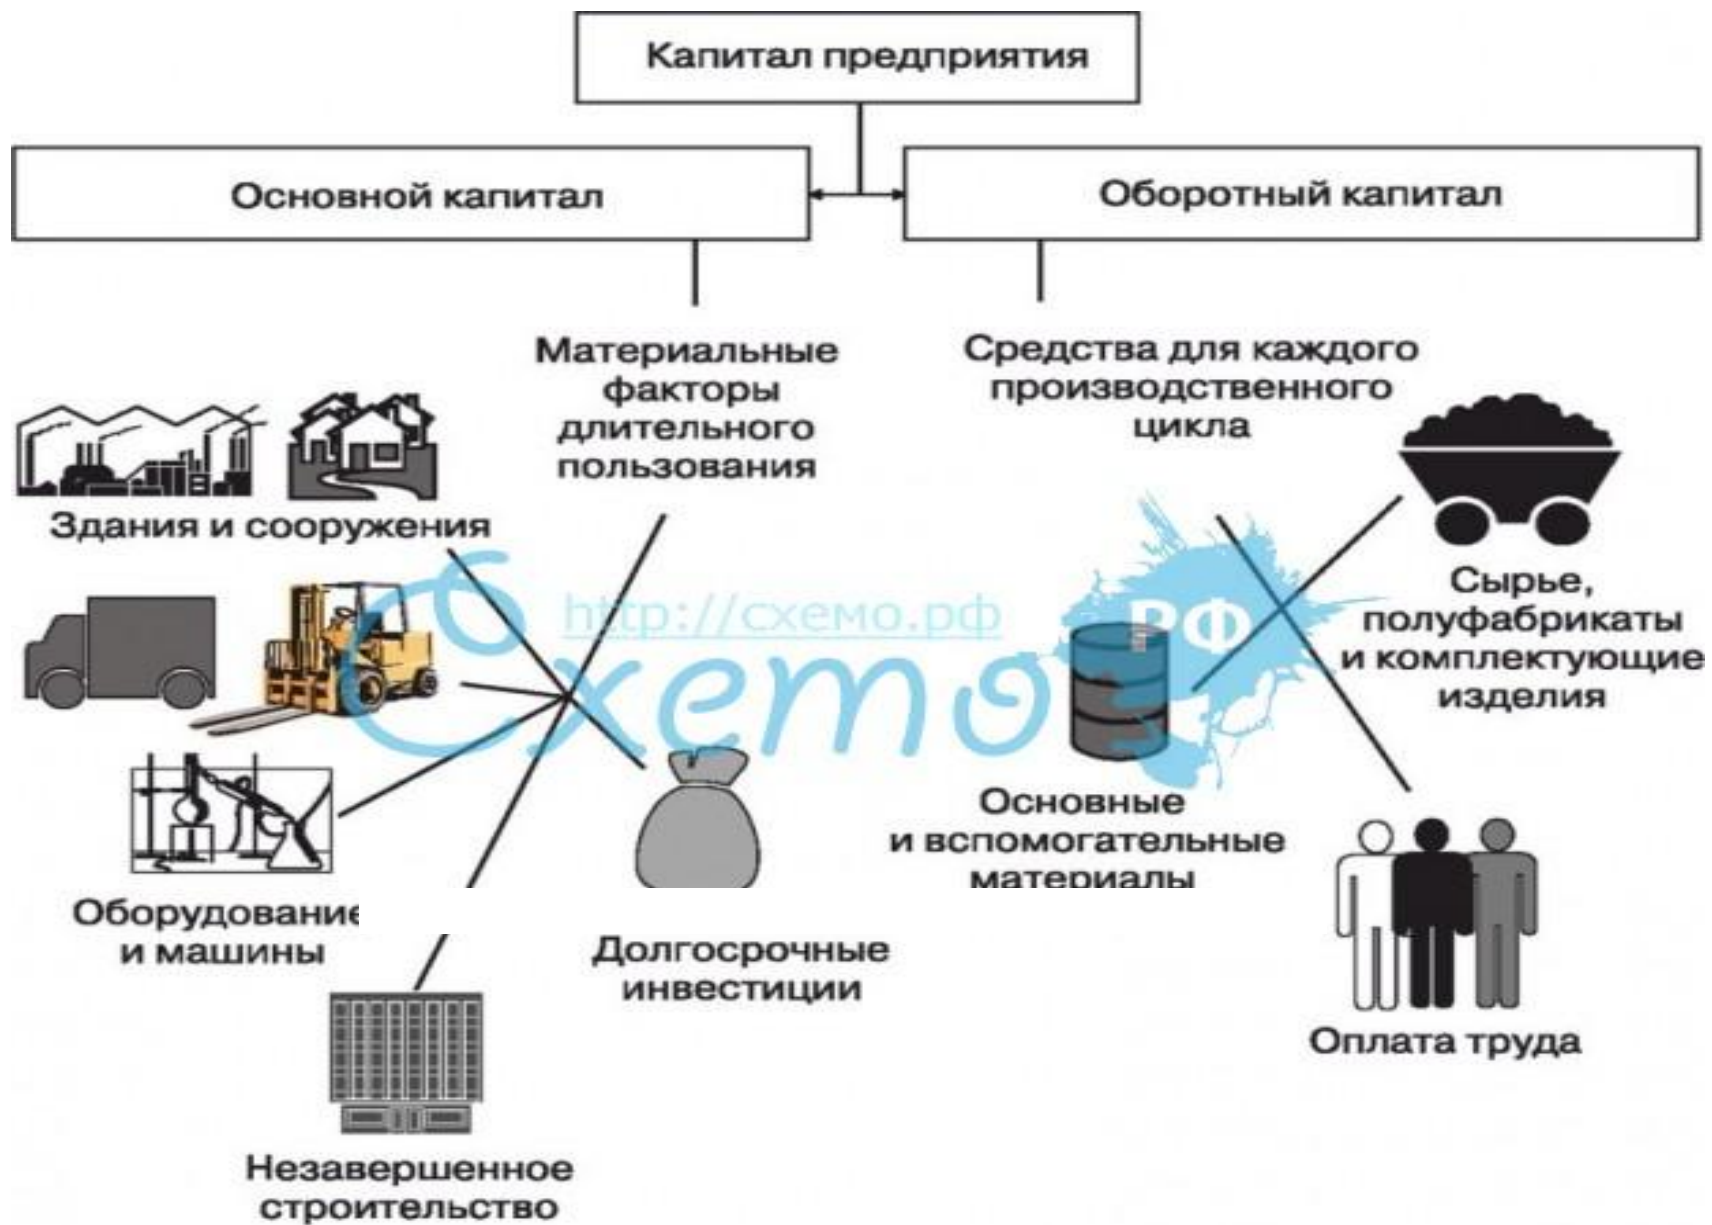 Капитал предприятия
Основной капитал
Оборотный капитал
Материальные
факторы
длительного
пользования
Средства для каждого
производственного
цикла
Здания и сооружения
http://схемо.рф
Схемо
РФ
Сырье,
полуфабрикаты
и комплектующие
изделия
Основные
и вспомогательные
материалы
Оборудование
и машины
Долгосрочные
инвестиции
Оплата труда
Незавершенное
строительство